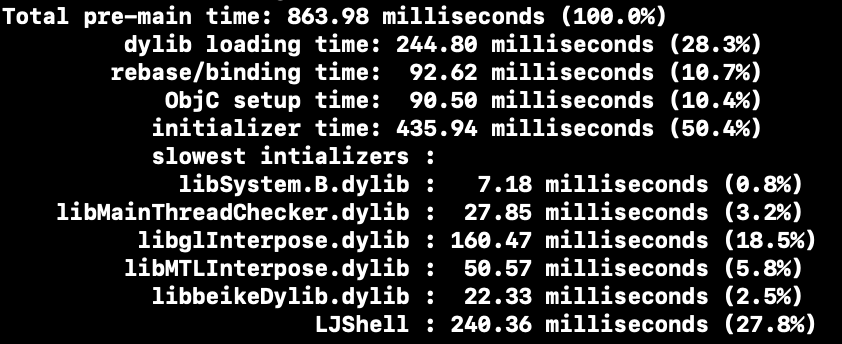 Total pre-main time: 863.98 milliseconds (100.0%)
dylib loading time: 244.80 milliseconds (28.3%)
rebase/binding time: 92.62 milliseconds (10.7%)
ObjC setup time: 90.50 milliseconds (10.4%)
initializer time: 435.94 milliseconds (50.4%)
slowest intializers :
libSystem.B.dylib : 7.18 milliseconds (0.8%)
libMainThreadChecker.dylib : 27.85 milliseconds (3.2%)
libglInterpose.dylib : 160.47 milliseconds (18.5%)
libMTLInterpose.dylib : 50.57 milliseconds (5.8%)
libbeikeDylib.dylib : 22.33 milliseconds (2.5%)
LJShell : 240.36 milliseconds (27.8%)